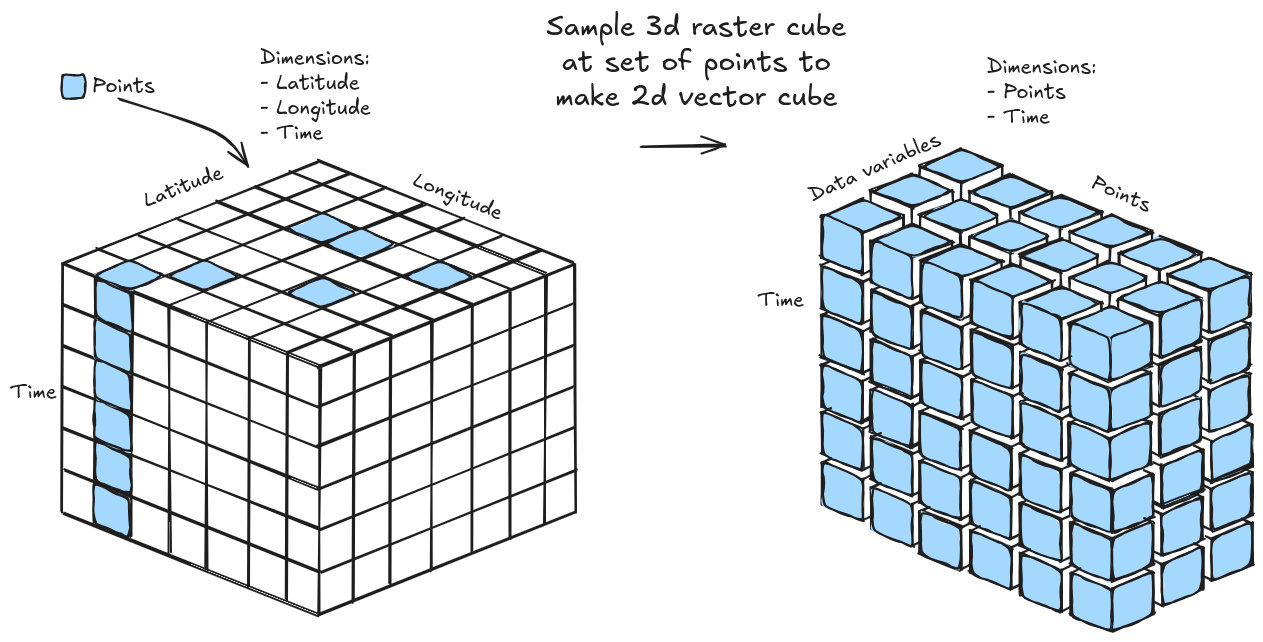 Points
Dimensions:
- Latitude
- Longitude
- Time
Latitude
Longitude
Time
Sample 3d raster cube
at set of points to
make 2d vector cube
Dimensions:
- Points
- Time
Data variables
Points
Time